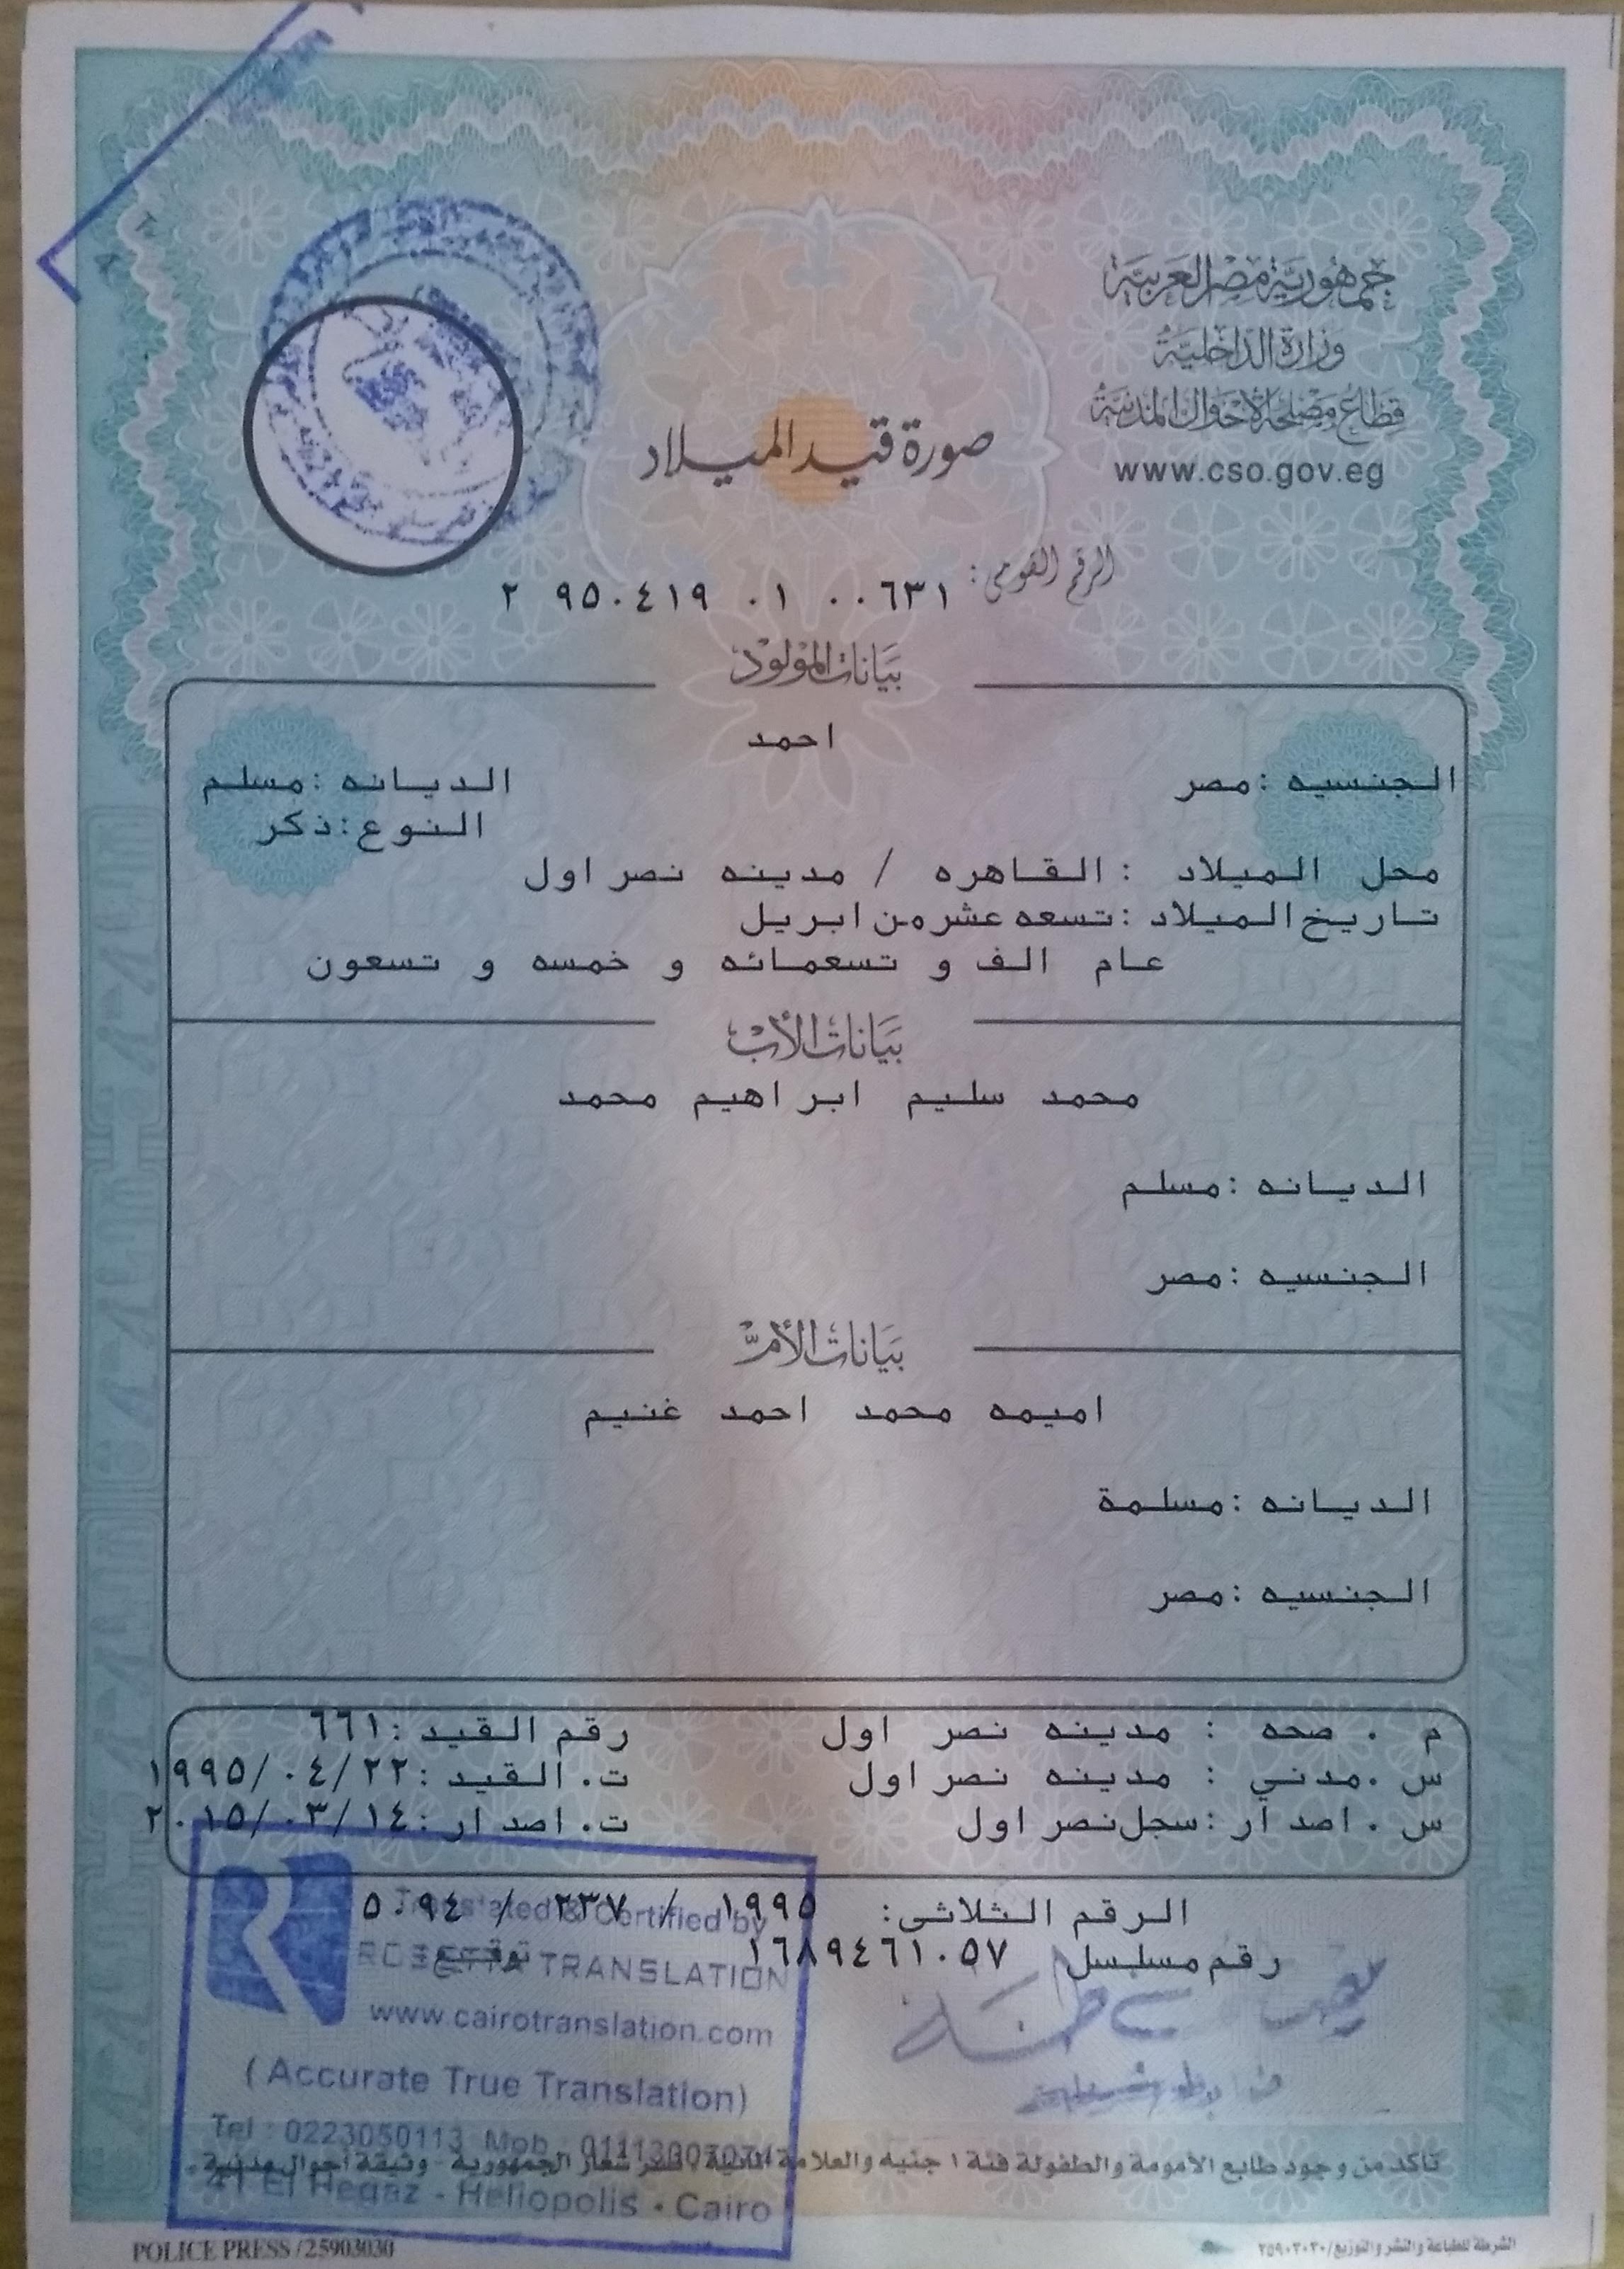 جمهورية مصر العربية
وزارة الداخلية
قطاع مصلحة الأحوال المدنية
www.cso.gov.eg
صورة قيد الميلاد
الرقم القومى: ٢ ٩٥٠٤١٩ ٠١ ٠٠٦٣١
بيانات المولود
احمد
الجنسيه :مصر الديانه :مسلم
النوع:ذكر
محل الميلاد : القاهره / مدينه نصر اول
تاريخ الميلاد :تسعه عشر من ابريل
عام الف و تسعمائه و خمسه و تسعون
بيانات الأب
محمد سليم ابراهيم محمد
الديانه :مسلم
الجنسيه :مصر
بيانات الأم
اميمه محمد احمد غنيم
الديانه :مسلمة
الجنسيه :مصر
م . صحه : مدينه نصر اول رقم القيد :٦٦١
س .مدني : مدينه نصر اول ت. القيد :١٩٩٥/٠٤/٢٢
س . اصدار :سجل نصر اول ت. اصدار :٢٠١٥/٠٣/١٤
الرقم الثلاثى: ١٩٩٥ / ٢٣٧ / ٥٠٩٤
رقم مسلسل ١٦٨٩٤٦١٠٥٧ توقيع
Translated & Certified by
ROSETTA TRANSLATION
www.cairotranslation.com
( Accurate True Translation)
Tel : 0223050113 Mob :
41 El Hegaz - Heliopolis - Cairo
تأكد من وجود طابع الأمومة والطفولة فئة ١ جنيه والعلامة المائية شعار الجمهورية - وثيقة أحوال مدنية.
POLICE PRESS /25903030
الشرطة للطباعة والنشر والتوزيع/٢٥٩٠٣٠٣٠